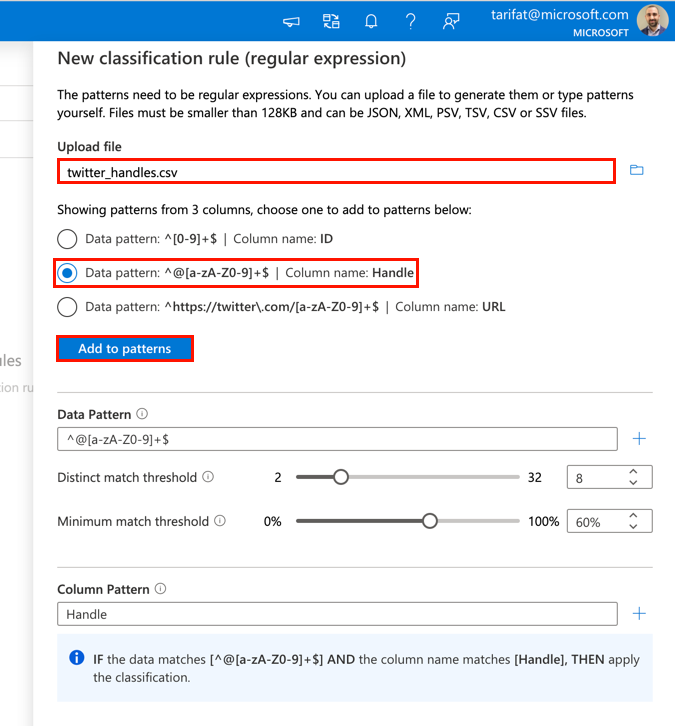 tarifat@microsoft.com
MICROSOFT
New classification rule (regular expression)
The patterns need to be regular expressions. You can upload a file to generate them or type patterns
yourself. Files must be smaller than 128KB and can be JSON, XML, PSV, TSV, CSV or SSV files.
Upload file
twitter_handles.csv
Showing patterns from 3 columns, choose one to add to patterns below:
Data pattern: ^[0-9]+$ | Column name: ID
Data pattern: ^@[a-zA-Z0-9]+$ | Column name: Handle
Data pattern: ^https://twitter\.com/[a-zA-Z0-9]+$ | Column name: URL
Add to patterns
ules
tion ru
Data Pattern
^@[a-zA-Z0-9]+$
Distinct match threshold 2 32 8
Minimum match threshold 0% 100% 60%
Column Pattern
Handle
IF the data matches [^@[a-zA-Z0-9]+$] AND the column name matches [Handle], THEN apply
the classification.